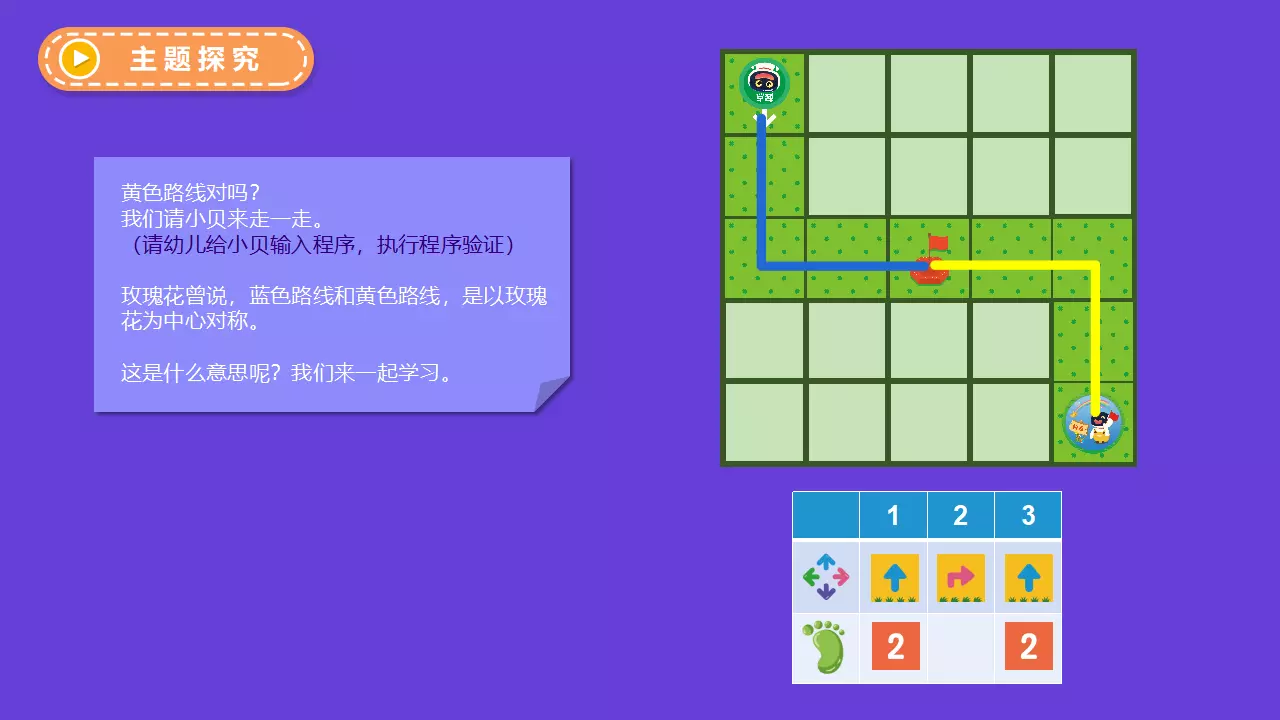 主题探究
黄色路线对吗？
我们请小贝来走一走。
（请幼儿给小贝输入程序，执行程序验证）
玫瑰花曾说，蓝色路线和黄色路线，是以玫瑰
花为中心对称。
这是什么意思呢？我们来一起学习。
1 2 3
2 2